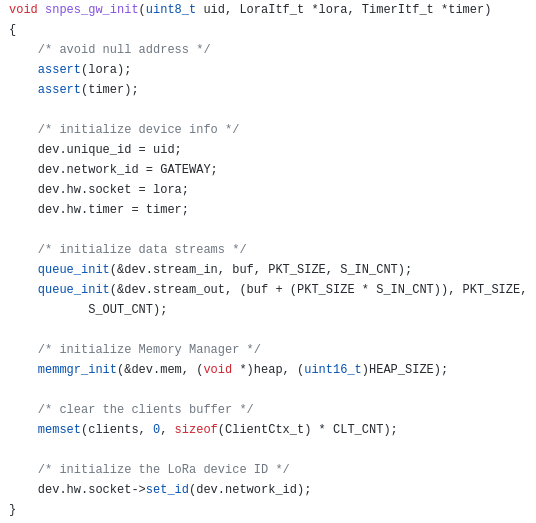 void snpes_gw_init(uint8_t uid, LoraItf_t *lora, TimerItf_t *timer)
{
    /* avoid null address */
    assert(lora);
    assert(timer);

    /* initialize device info */
    dev.unique_id = uid;
    dev.network_id = GATEWAY;
    dev.hw.socket = lora;
    dev.hw.timer = timer;

    /* initialize data streams */
    queue_init(&dev.stream_in, buf, PKT_SIZE, S_IN_CNT);
    queue_init(&dev.stream_out, (buf + (PKT_SIZE * S_IN_CNT)), PKT_SIZE,
           S_OUT_CNT);

    /* initialize Memory Manager */
    memmgr_init(&dev.mem, (void *)heap, (uint16_t)HEAP_SIZE);

    /* clear the clients buffer */
    memset(clients, 0, sizeof(ClientCtx_t) * CLT_CNT);

    /* initialize the LoRa device ID */
    dev.hw.socket->set_id(dev.network_id);
}